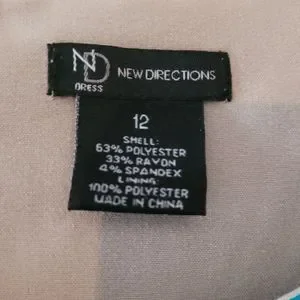 ND
DRESS
NEW DIRECTIONS
12
SHELL:
63% POLYESTER
33% RAYON
4% SPANDEX
LINING:
100% POLYESTER
MADE IN CHINA